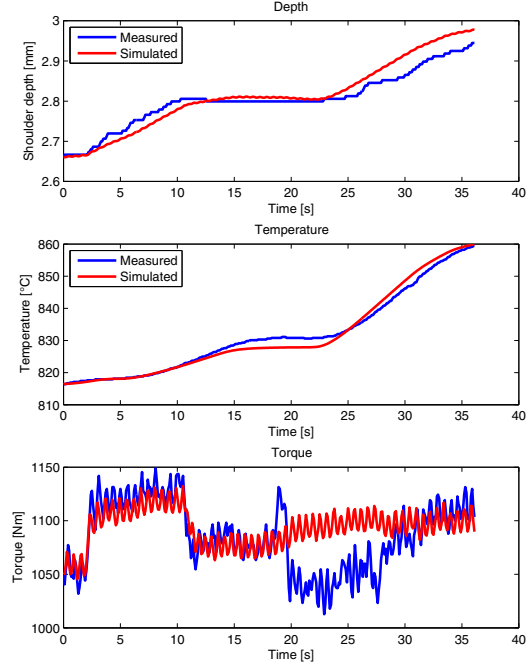 Depth
3
2.9
2.8
2.7
2.6
Shoulder depth [mm]
Measured
Simulated
0 5 10 15 20 25 30 35 40
Time [s]
Temperature
860
850
840
830
820
810
Temperature [°C]
Measured
Simulated
0 5 10 15 20 25 30 35 40
Time [s]
Torque
1150
1100
1050
1000
Torque [Nm]
0 5 10 15 20 25 30 35 40
Time [s]